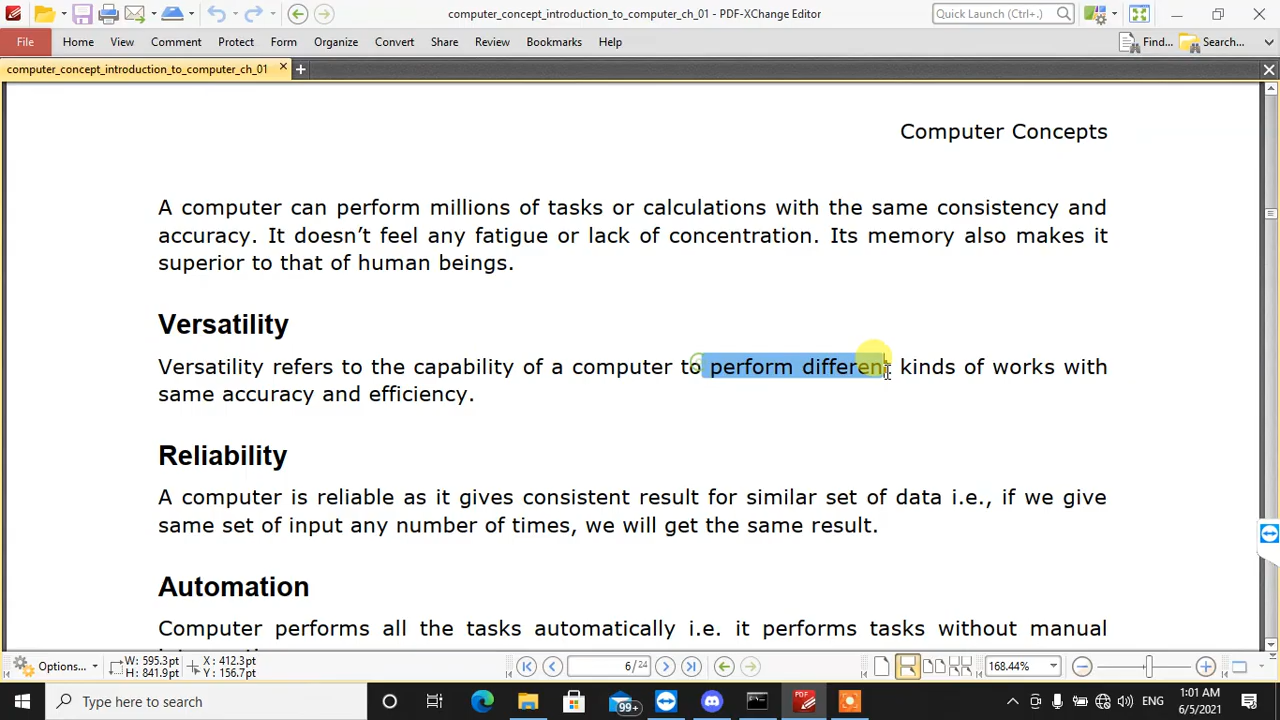 computer_concept_introduction_to_computer_ch_01 - PDF-XChange Edi
Quick Launch (Ctrl+.)
File Home View Comment Protect Form Organize Convert Share Review Bookmarks Help Find... Search...
computer_concept_introduction_to_computer_ch_01
Computer Concepts
A computer can perform millions of tasks or calculations with the same consistency and
accuracy. It doesn’t feel any fatigue or lack of concentration. Its memory also makes it
superior to that of human beings.
Versatility
Versatility refers to the capability of a computer to perform different kinds of works with
same accuracy and efficiency.
Reliability
A computer is reliable as it gives consistent result for similar set of data i.e., if we give
same set of input any number of times, we will get the same result.
Automation
Computer performs all the tasks automatically i.e. it performs tasks without manual
Options... W: 595.3pt X: 412.3pt 6 / 24 168.44%
H: 841.9pt Y: 156.7pt
Type here to search 99+ PDF ENG 1:01 AM
6/5/2021